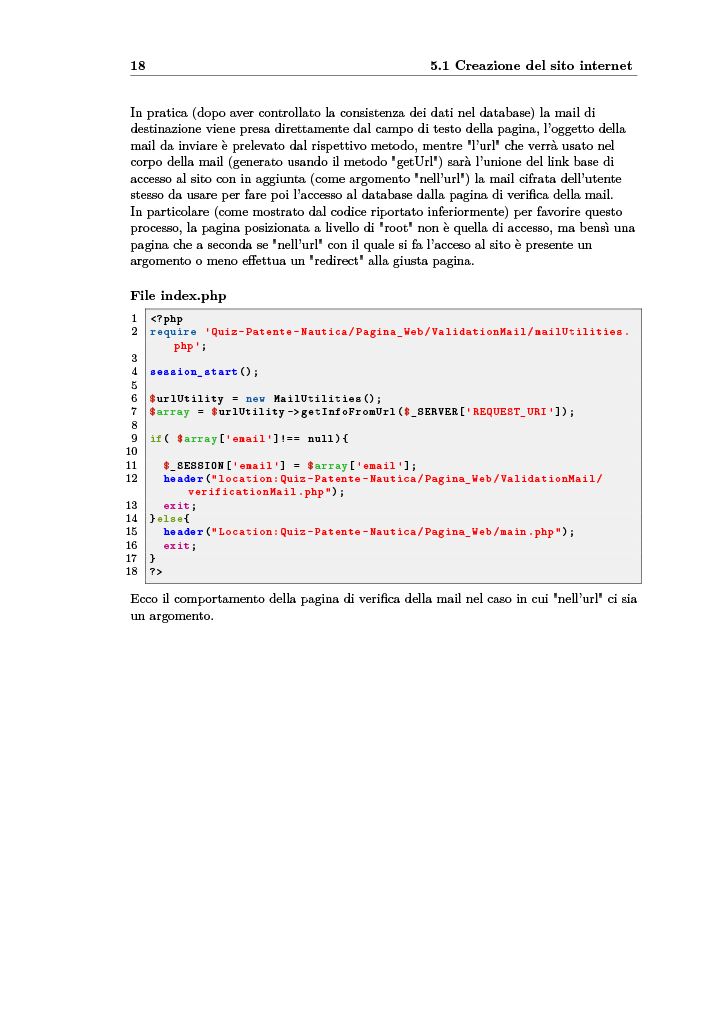 18 5.1 Creazione del sito internet
In pratica (dopo aver controllato la consistenza dei dati nel database) la mail di
destinazione viene presa direttamente dal campo di testo della pagina, l'oggetto della
mail da inviare è prelevato dal rispettivo metodo, mentre "l'url" che verrà usato nel
corpo della mail (generato usando il metodo "getUrl") sarà l'unione del link base di
accesso al sito con in aggiunta (come argomento "nell'url") la mail cifrata dell'utente
stesso da usare per fare poi l'accesso al database dalla pagina di verifica della mail.
In particolare (come mostrato dal codice riportato inferiormente) per favorire questo
processo, la pagina posizionata a livello di "root" non è quella di accesso, ma bensì una
pagina che a seconda se "nell'url" con il quale si fa l'acceso al sito è presente un
argomento o meno effettua un "redirect" alla giusta pagina.
File index.php
1 <?php
2 require 'Quiz-Patente-Nautica/Pagina_Web/ValidationMail/mailUtilities.
php';
3
4 session_start();
5
6 $urlUtility = new MailUtilities();
7 $array = $urlUtility->getInfoFromUrl($_SERVER['REQUEST_URI']);
8
9 if( $array['email']!== null){
10
11 $_SESSION['email'] = $array['email'];
12 header("location:Quiz-Patente-Nautica/Pagina_Web/ValidationMail/
verificationMail.php");
13 exit;
14 }else{
15 header("Location:Quiz-Patente-Nautica/Pagina_Web/main.php");
16 exit;
17 }
18 ?>
Ecco il comportamento della pagina di verifica della mail nel caso in cui "nell'url" ci sia
un argomento.